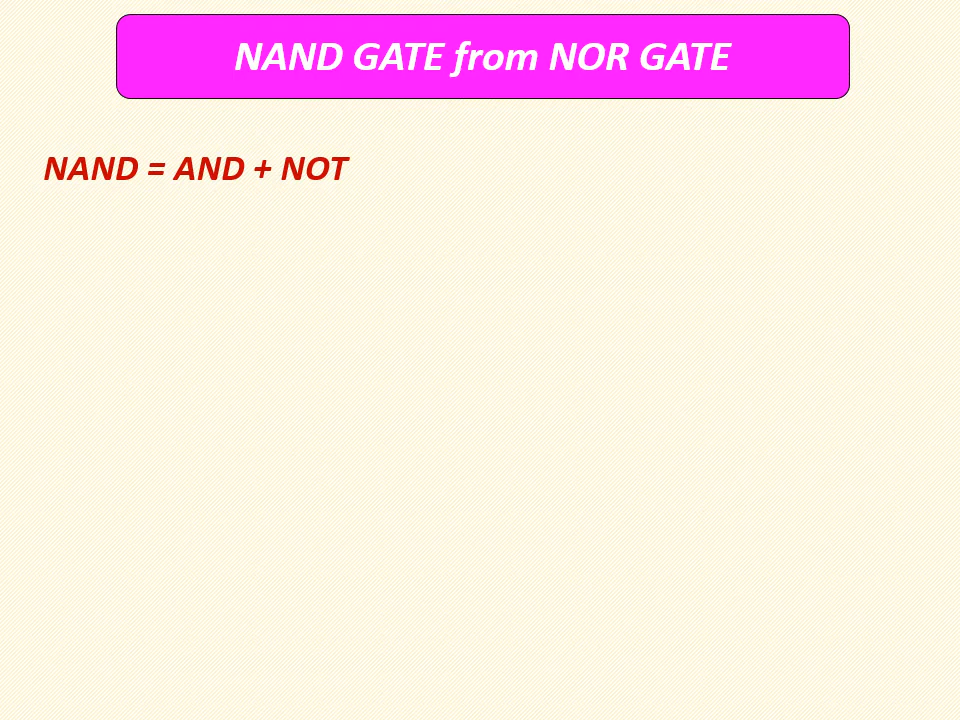 NAND GATE from NOR GATE
NAND = AND + NOT